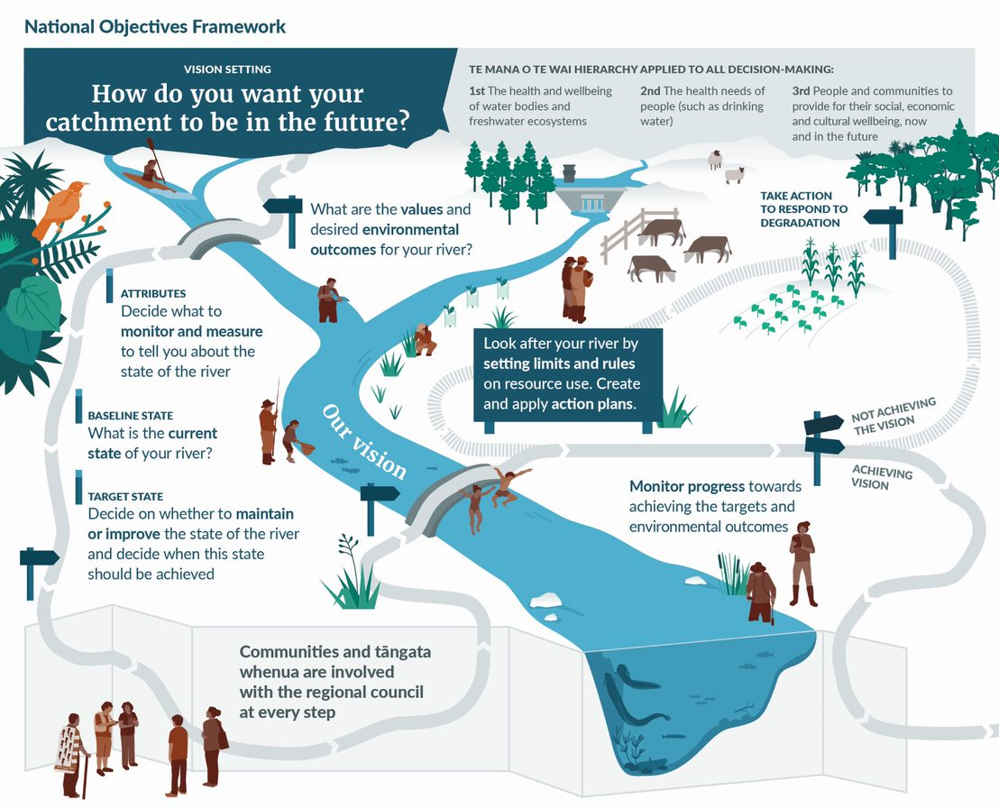 National Objectives Framework
VISION SETTING
How do you want your
catchment to be in the future?
TE MANA O TE WAI HIERARCHY APPLIED TO ALL DECISION-MAKING:
1st The health and wellbeing
of water bodies and
freshwater ecosystems
2nd The health needs of
people (such as drinking
water)
3rd People and communities to
provide for their social, economic
and cultural wellbeing, now
and in the future
What are the values and
desired environmental
outcomes for your river?
TAKE ACTION
TO RESPOND TO
DEGRADATION
ATTRIBUTES
Decide what to
monitor and measure
to tell you about the
state of the river
Look after your river by
setting limits and rules
on resource use. Create
and apply action plans.
BASELINE STATE
What is the current
state of your river?
Our vision
NOT ACHIEVING
THE VISION
ACHIEVING
VISION
TARGET STATE
Decide on whether to maintain
or improve the state of the river
and decide when this state
should be achieved
Monitor progress towards
achieving the targets and
environmental outcomes
Communities and tāngata
whenua are involved
with the regional council
at every step